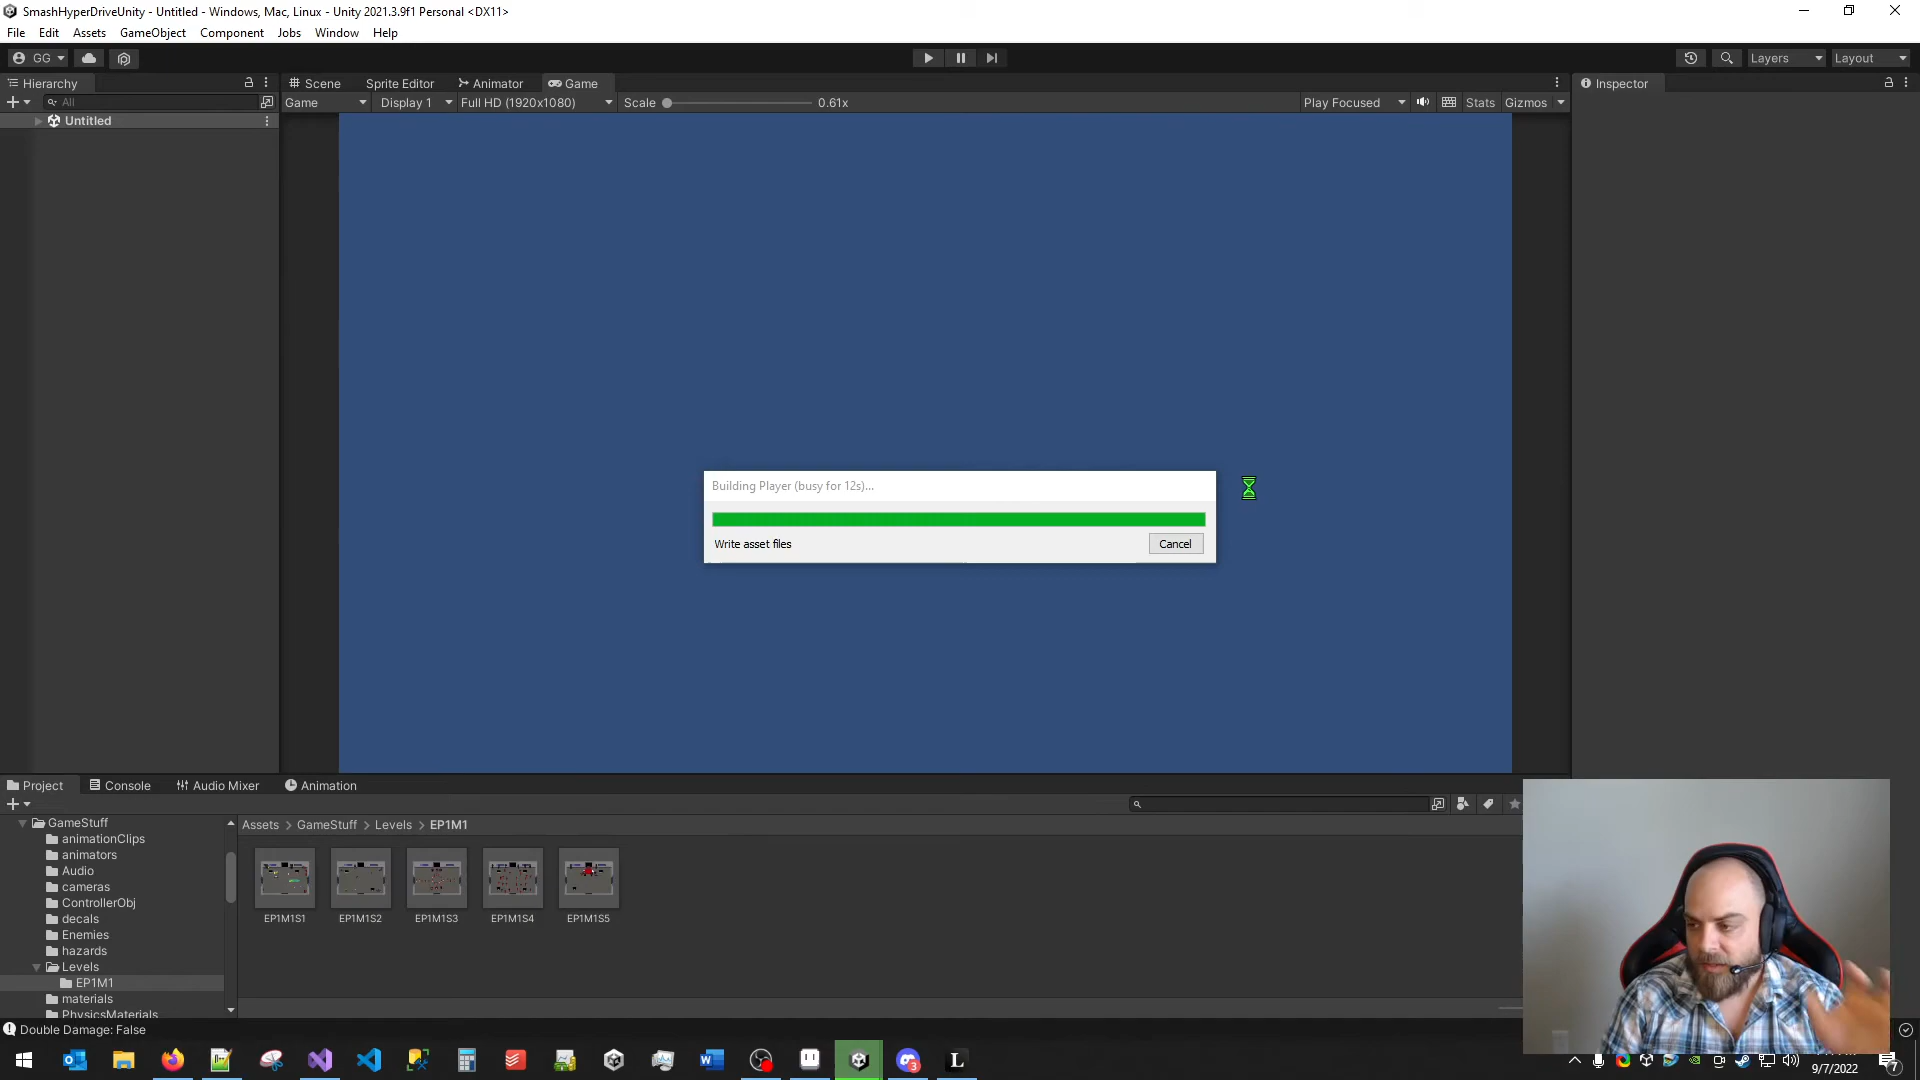 SmashHyperDriveUnity - Untitled - Windows, Mac, Linux - Unity 2021.3.9f1 Personal <DX11>
File Edit Assets GameObject Component Jobs Window Help
GG Layers Layout
Hierarchy Scene Sprite Editor Animator Game Inspector
All Game Display 1 Full HD (1920x1080) Scale 0.61x Play Focused Stats Gizmos
Untitled
Building Player (busy for 12s)...
Write asset files Cancel
Project Console Audio Mixer Animation
GameStuff
animationClips
animators
Audio
cameras
ControllerObj
decals
Enemies
hazards
Levels
EP1M1
materials
PhysicsMaterials
Assets > GameStuff > Levels > EP1M1
EP1M1S1 EP1M1S2 EP1M1S3 EP1M1S4 EP1M1S5
Double Damage: False
W 3 L
9/7/2022 7